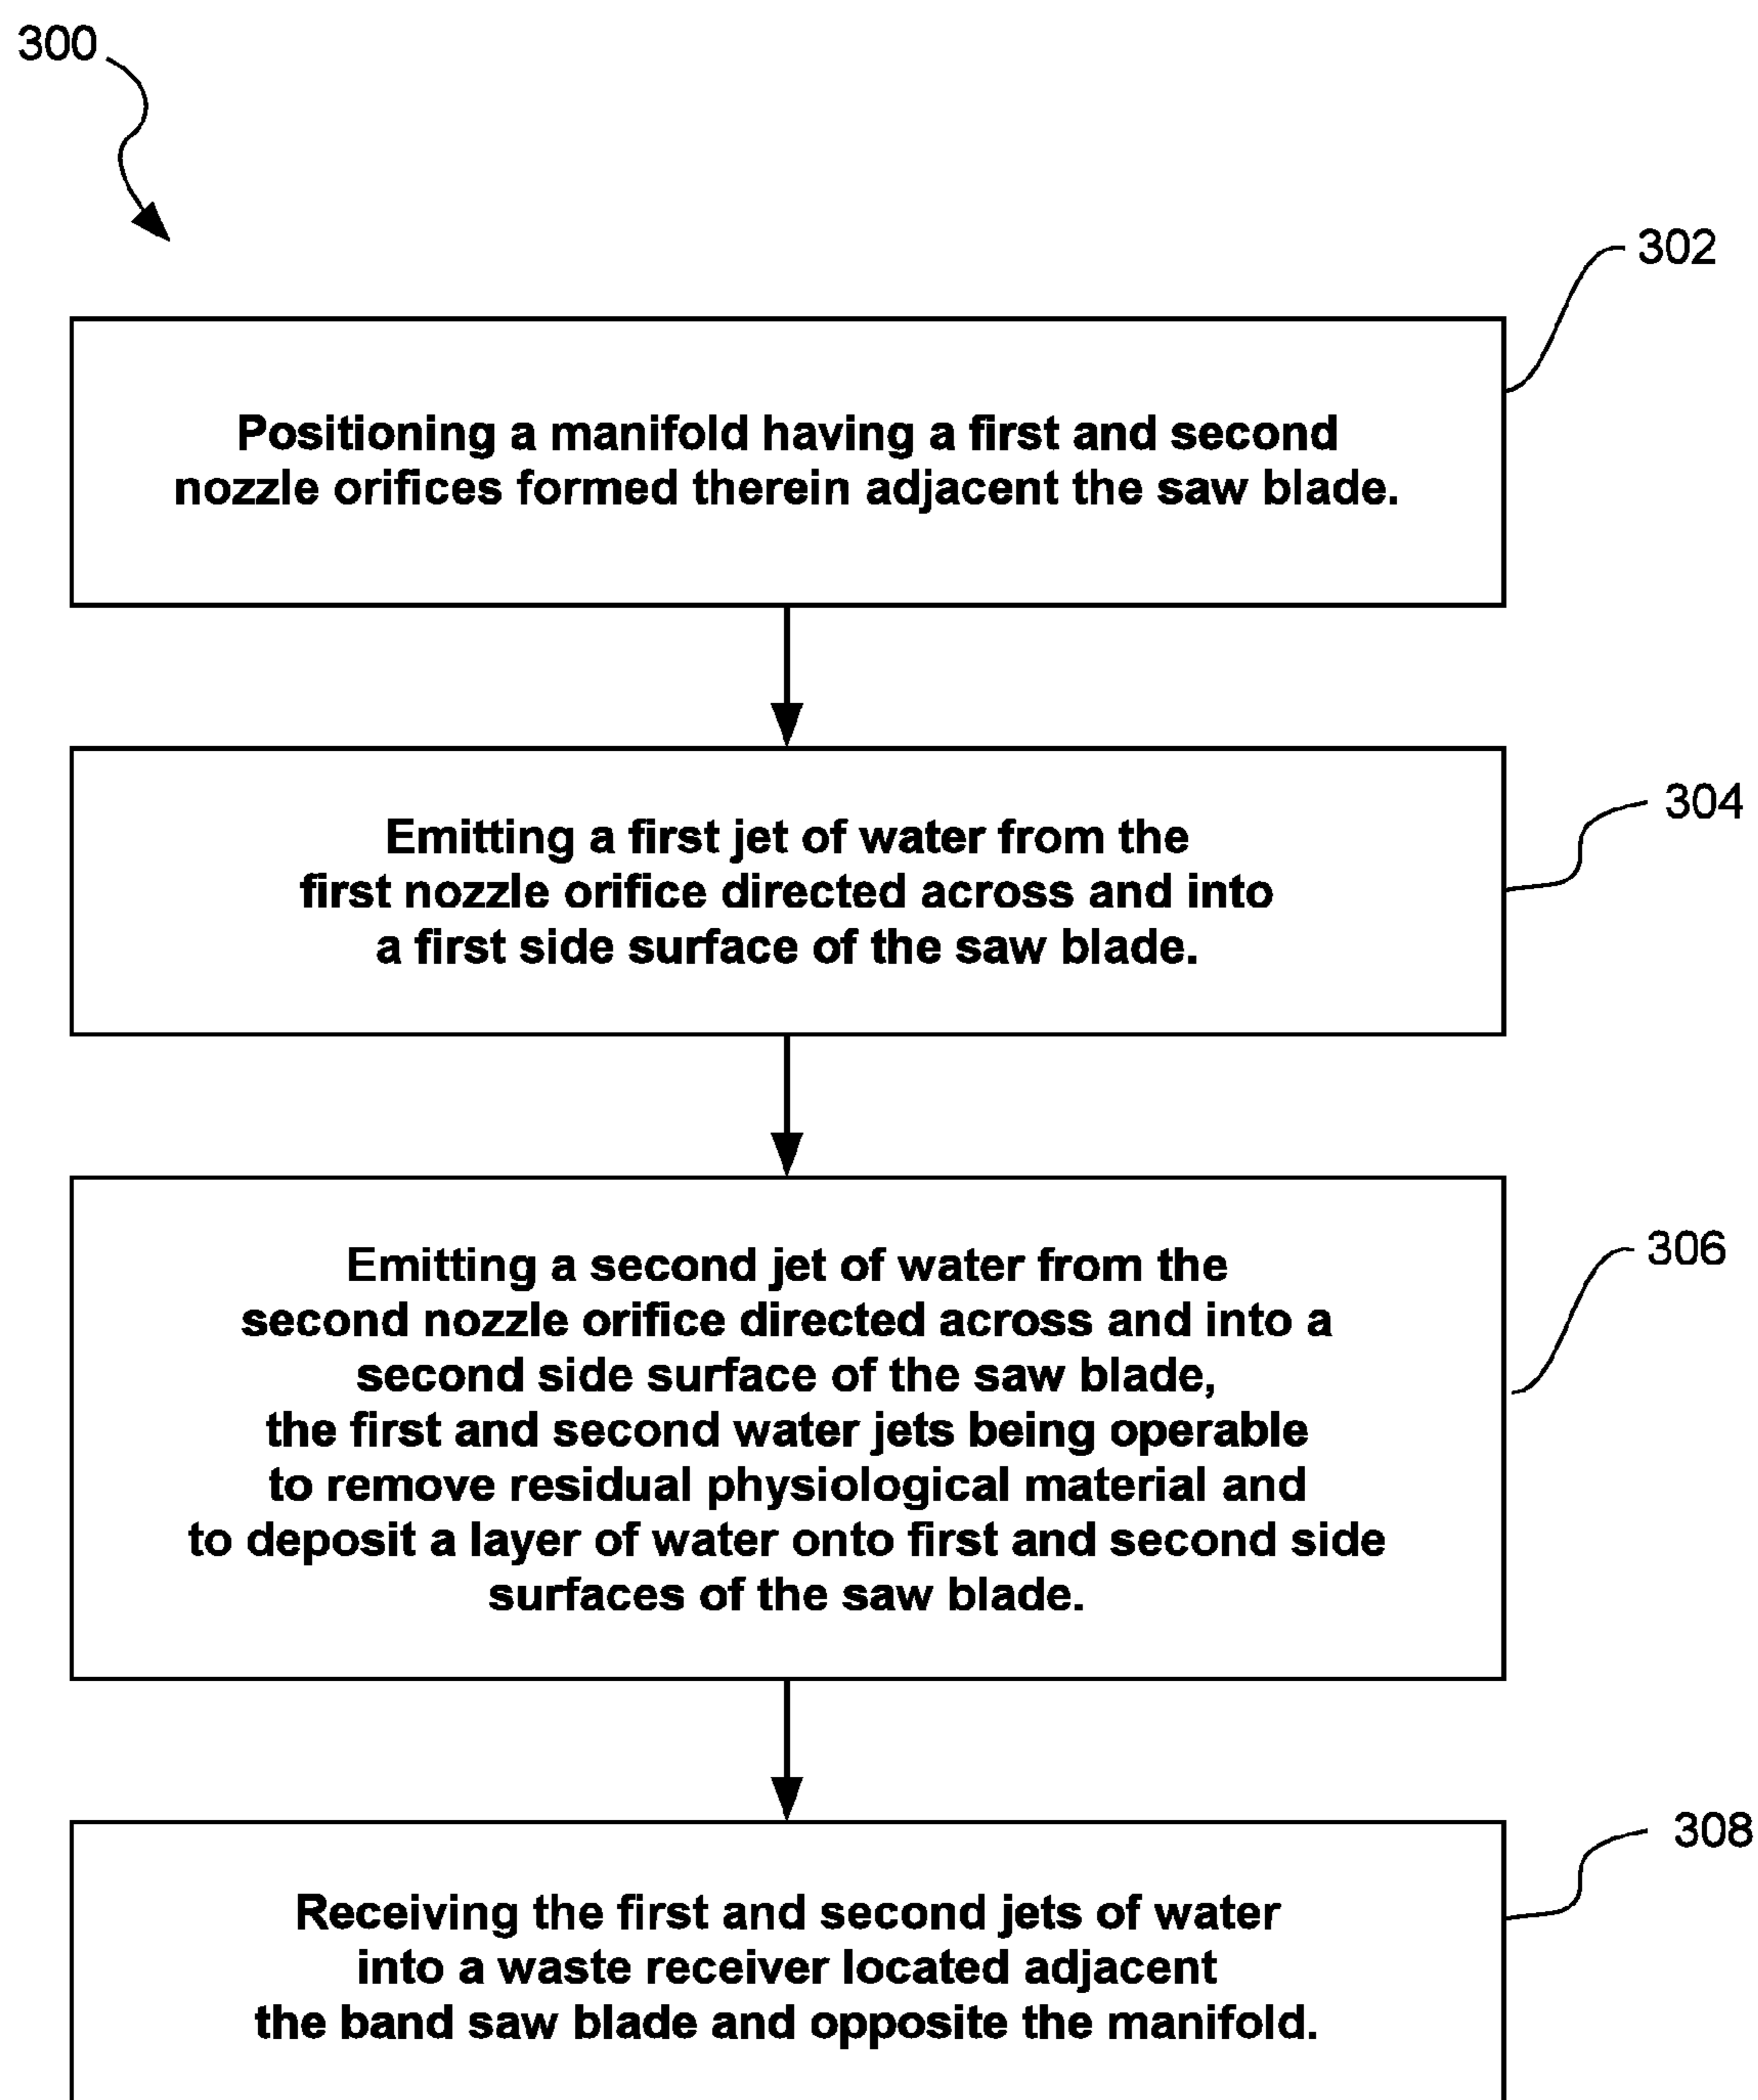 300
302
Positioning a manifold having a first and second
nozzle orifices formed therein adjacent the saw blade.
304
Emitting a first jet of water from the
first nozzle orifice directed across and into
a first side surface of the saw blade.
306
Emitting a second jet of water from the
second nozzle orifice directed across and into a
second side surface of the saw blade,
the first and second water jets being operable
to remove residual physiological material and
to deposit a layer of water onto first and second side
surfaces of the saw blade.
308
Receiving the first and second jets of water
into a waste receiver located adjacent
the band saw blade and opposite the manifold.